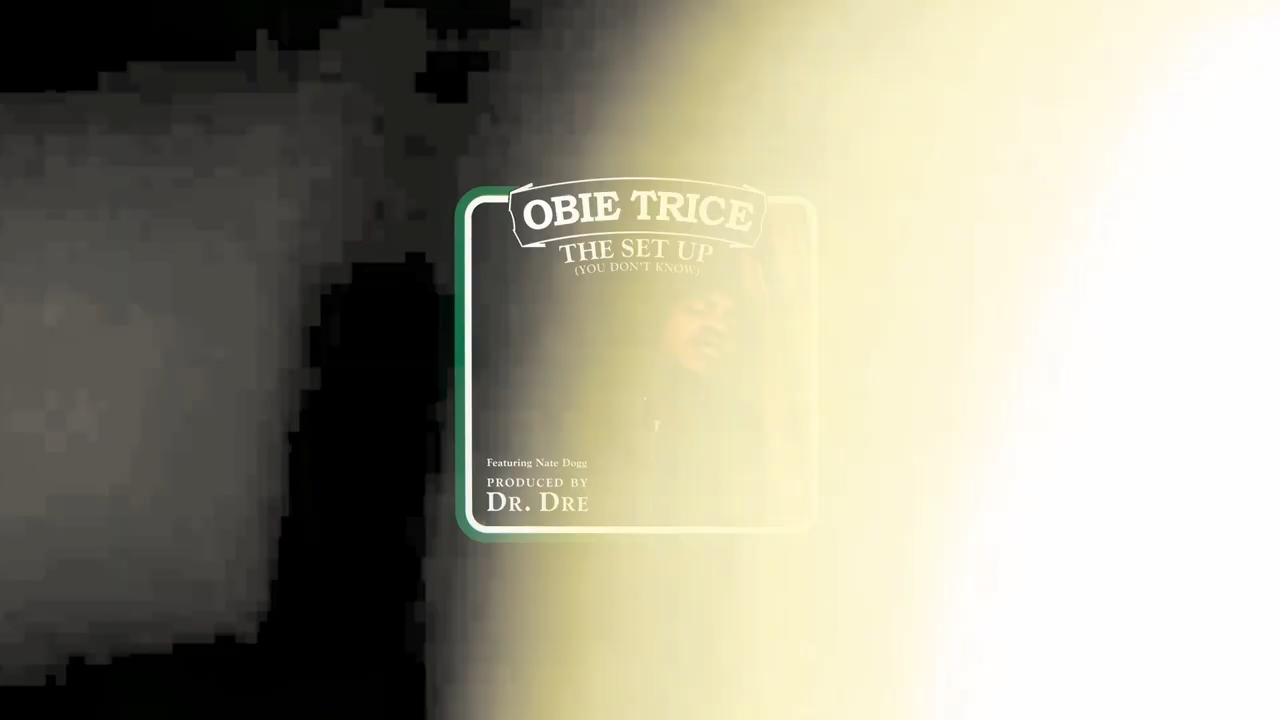 OBIE TRICE
THE SET UP
(YOU DON'T KNOW)
Featuring Nate Dogg
PRODUCED BY
DR. DRE